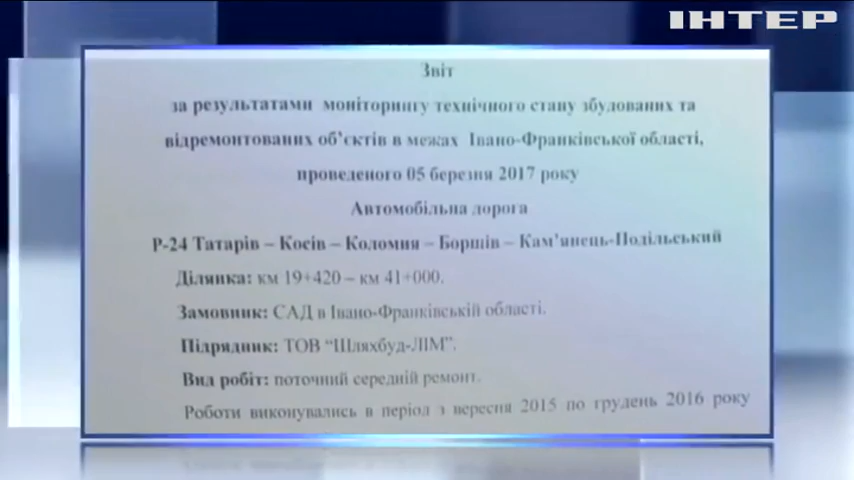 ІНТЕР
Звіт
за результатами моніторингу технічного стану збудованих та
відремонтованих об’єктів в межах Івано-Франківської області,
проведеного 05 березня 2017 року
Автомобільна дорога
Р-24 Татарів – Косів – Коломия – Борщів – Кам’янець-Подільський
Ділянка: км 19+420 – км 41+000.
Замовник: САД в Івано-Франківській області.
Підрядник: ТОВ “Шляхбуд-ЛІМ”.
Вид робіт: поточний середній ремонт.
Роботи виконувались в період з вересня 2015 по грудень 2016 року